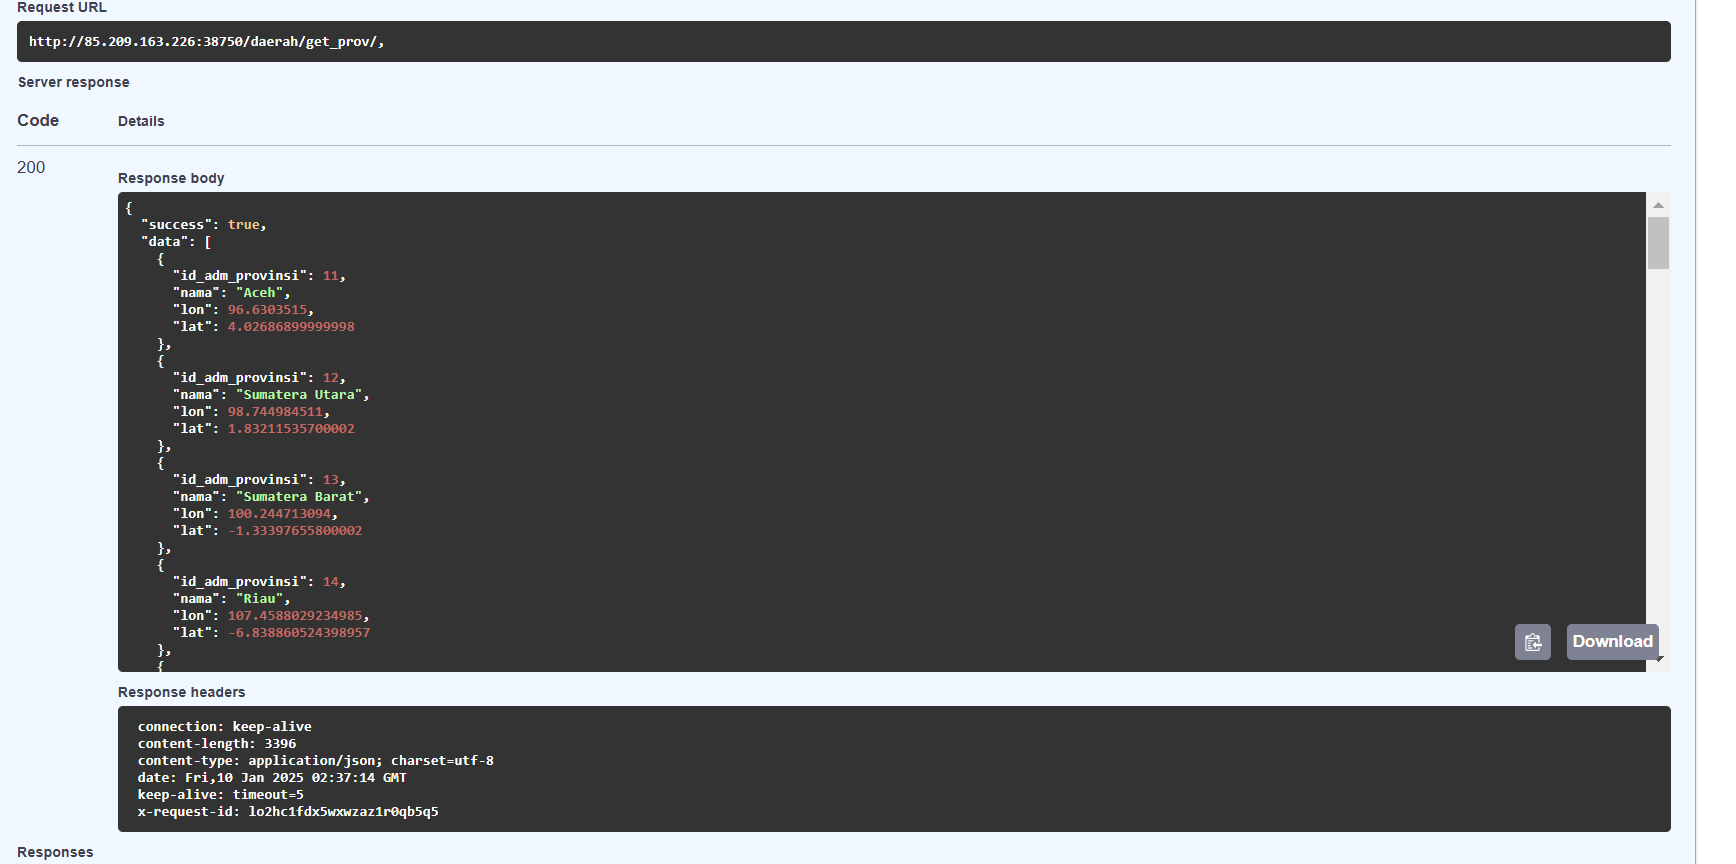 Request URL
http://85.209.163.226:38750/daerah/get_prov/,
Server response
Code Details
200
Response body
{
"success": true,
"data": [
{
"id_adm_provinsi": 11,
"nama": "Aceh",
"lon": 96.6303515,
"lat": 4.02686899999998
},
{
"id_adm_provinsi": 12,
"nama": "Sumatera Utara",
"lon": 98.744984511,
"lat": 1.83211535700002
},
{
"id_adm_provinsi": 13,
"nama": "Sumatera Barat",
"lon": 100.244713094,
"lat": -1.33397655800002
},
{
"id_adm_provinsi": 14,
"nama": "Riau",
"lon": 107.4588029234985,
"lat": -6.838860524398957
},
{
Download
Response headers
connection: keep-alive
content-length: 3396
content-type: application/json; charset=utf-8
date: Fri,10 Jan 2025 02:37:14 GMT
keep-alive: timeout=5
x-request-id: lo2hc1fdx5wxwzaz1r0qb5q5
Responses